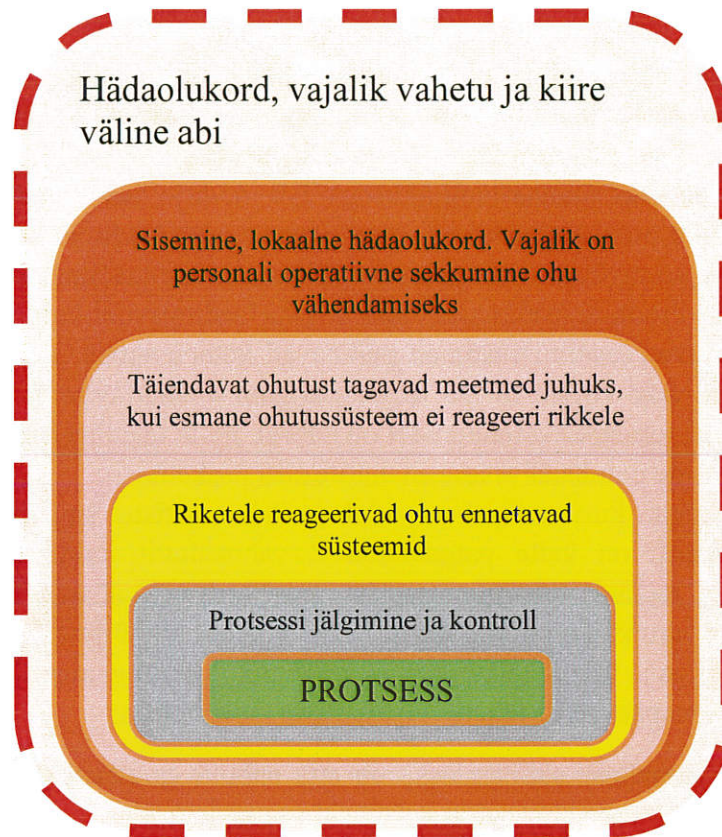 Hädaolukord, vajalik vahetu ja kiire
väline abi
Sisemine, lokaalne hädaolukord. Vajalik on
personali operatiivne sekkumine ohu
vähendamiseks
Täiendavat ohutust tagavad meetmed juhuks,
kui esmane ohutussüsteem ei reageeri rikkele
Riketele reageerivad ohtu ennetavad
süsteemid
Protsessi jälgimine ja kontroll
PROTSESS